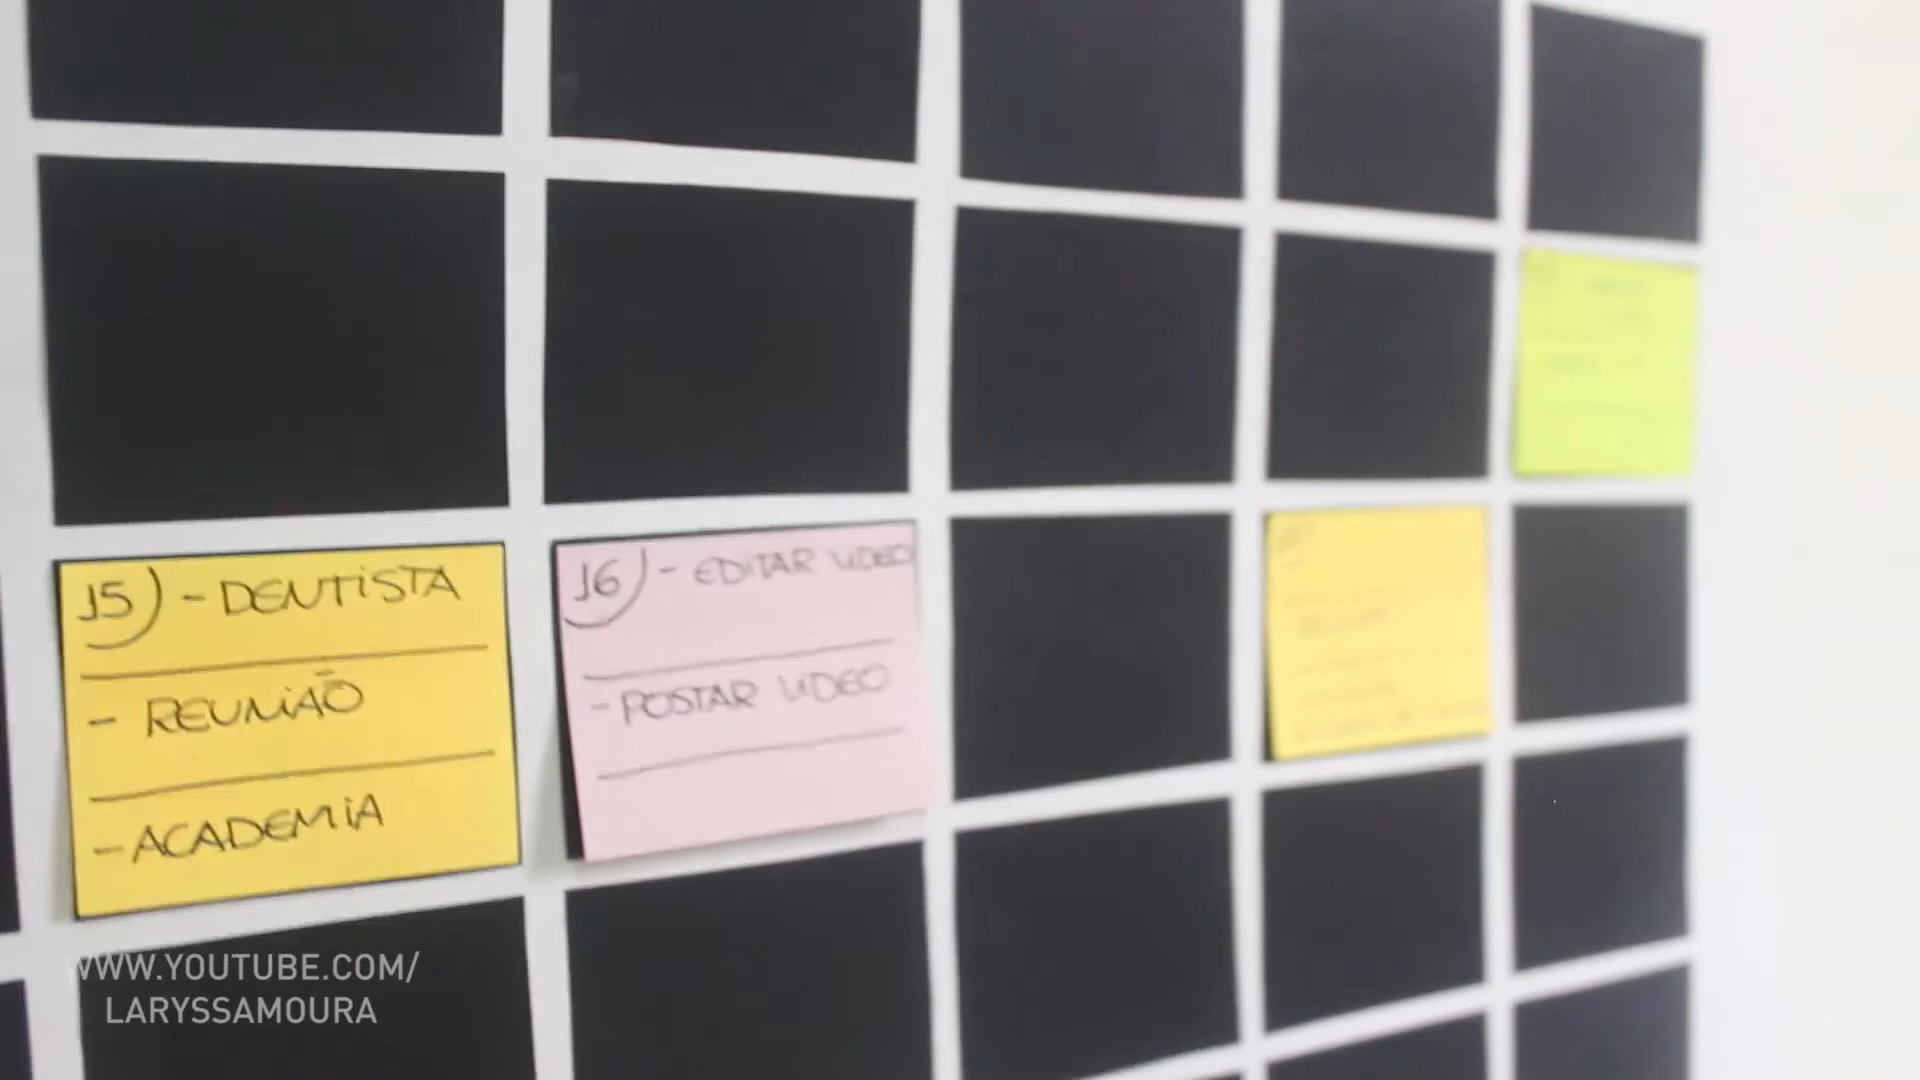 15) - DENTISTA
- REUNIÃO
- ACADEMIA
16) - EDITAR VIDEO
- POSTAR VIDEO
WWW.YOUTUBE.COM/
LARYSSAMOURA